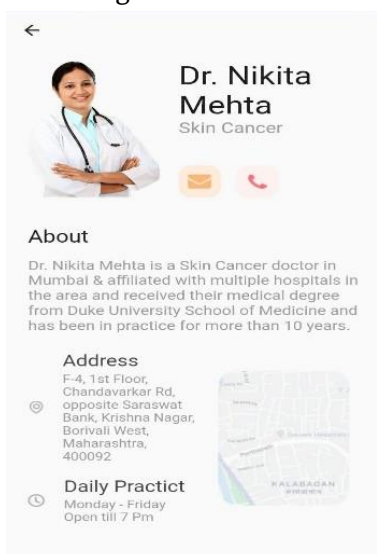 Dr. Nikita
Mehta
Skin Cancer
About
Dr. Nikita Mehta is a Skin Cancer doctor in
Mumbai & affiliated with multiple hospitals in
the area and received their medical degree
from Duke University School of Medicine and
has been in practice for more than 10 years.
Address
F-4, 1st Floor,
Chandavarkar Rd,
opposite Saraswat
Bank, Krishna Nagar,
Borivali West,
Maharashtra,
400092
KALABAGAN
Daily Practict
Monday - Friday
Open till 7 Pm